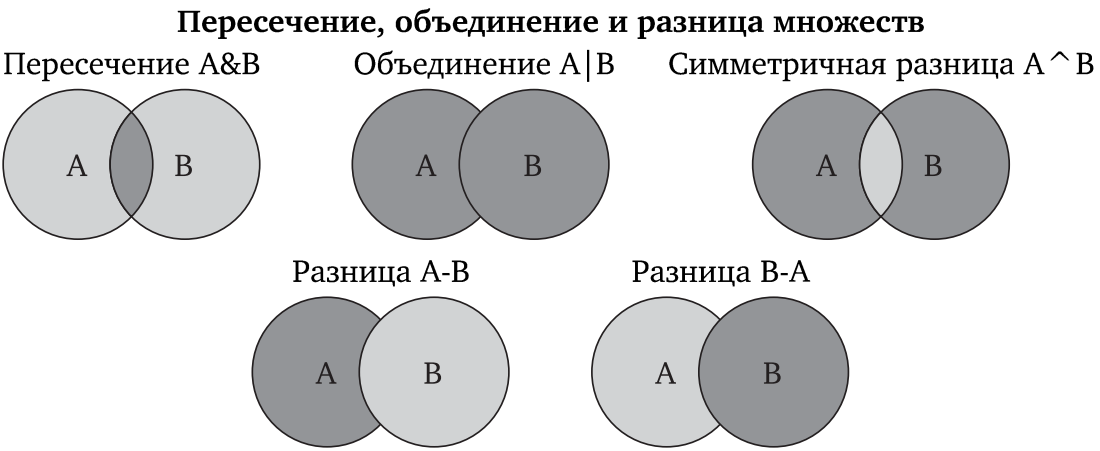 Пересечение, объединение и разница множеств
Пересечение A&B
Объединение A|B
Симметричная разница A^B
A
B
A
B
A
B
Разница A-B
Разница B-A
A
B
A
B